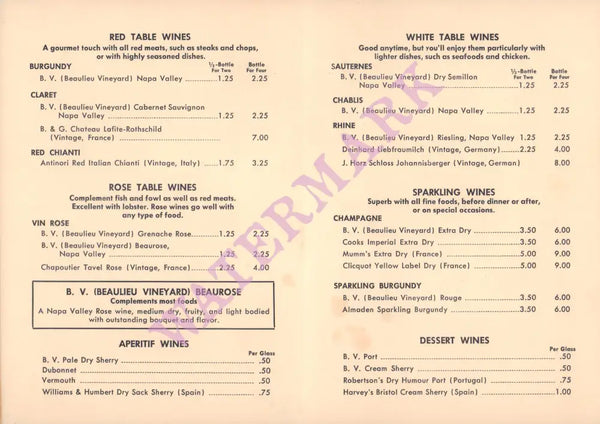 RED TABLE WINES
A gourmet touch with all red meats, such as steaks and chops,
or with highly seasoned dishes.
BURGUNDY ½-Bottle For Two Bottle For Four
B. V. (Beaulieu Vineyard) Napa Valley ..............1.25 2.25
CLARET
B. V. (Beaulieu Vineyard) Cabernet Sauvignon
Napa Valley ..............1.25 2.25
B. & G. Chateau Lafite-Rothschild
(Vintage, France) .............. 7.00
RED CHIANTI
Antinori Red Italian Chianti (Vintage, Italy) ......1.75 3.25
ROSE TABLE WINES
Complement fish and fowl as well as red meats.
Excellent with lobster. Rose wines go well with
any type of food.
VIN ROSE
B. V. (Beaulieu Vineyard) Grenache Rose............1.25 2.25
B. V. (Beaulieu Vineyard) Beaurose,
Napa Valley ..............1.25 2.25
Chapoutier Tavel Rose (Vintage, France) ............2.25 4.00
B. V. (BEAULIEU VINEYARD) BEAUROSE
Complements most foods
A Napa Valley Rose wine, medium dry, fruity, and light bodied
with outstanding bouquet and flavor.
APERITIF WINES
Per Glass
B. V. Pale Dry Sherry .............. .50
Dubonnet .............. .50
Vermouth .............. .50
Williams & Humbert Dry Sack Sherry (Spain) .............. .75
WHITE TABLE WINES
Good anytime, but you'll enjoy them particularly with
lighter dishes, such as seafoods and chicken.
SAUTERNES ½-Bottle For Two Bottle For Four
B. V. (Beaulieu Vineyard) Dry Semillon
Napa Valley ..............1.25 2.25
CHABLIS
B. V. (Beaulieu Vineyard) Napa Valley ..............1.25 2.25
RHINE
B. V. (Beaulieu Vineyard) Riesling, Napa Valley 1.25 2.25
Deinhard Liebfraumilch (Vintage, Germany)........2.25 4.00
J. Horz Schloss Johannisberger (Vintage, German) 8.00
SPARKLING WINES
Superb with all fine foods, before dinner or after,
or on special occasions.
CHAMPAGNE
B. V. (Beaulieu Vineyard) Extra Dry ..............3.50 6.00
Cooks Imperial Extra Dry ..............3.50 6.00
Mumm's Extra Dry (France) ..............5.00 9.00
Clicquot Yellow Label Dry (France) ..............5.00 9.00
SPARKLING BURGUNDY
B. V. (Beaulieu Vineyard) Rouge ..............3.50 6.00
Almaden Sparkling Burgundy ..............3.50 6.00
DESSERT WINES
Per Glass
B. V. Port .............. .50
B. V. Cream Sherry .............. .50
Robertson's Dry Humour Port (Portugal) .............. .75
Harvey's Bristol Cream Sherry (Spain) ..............1.00
WATERMARK